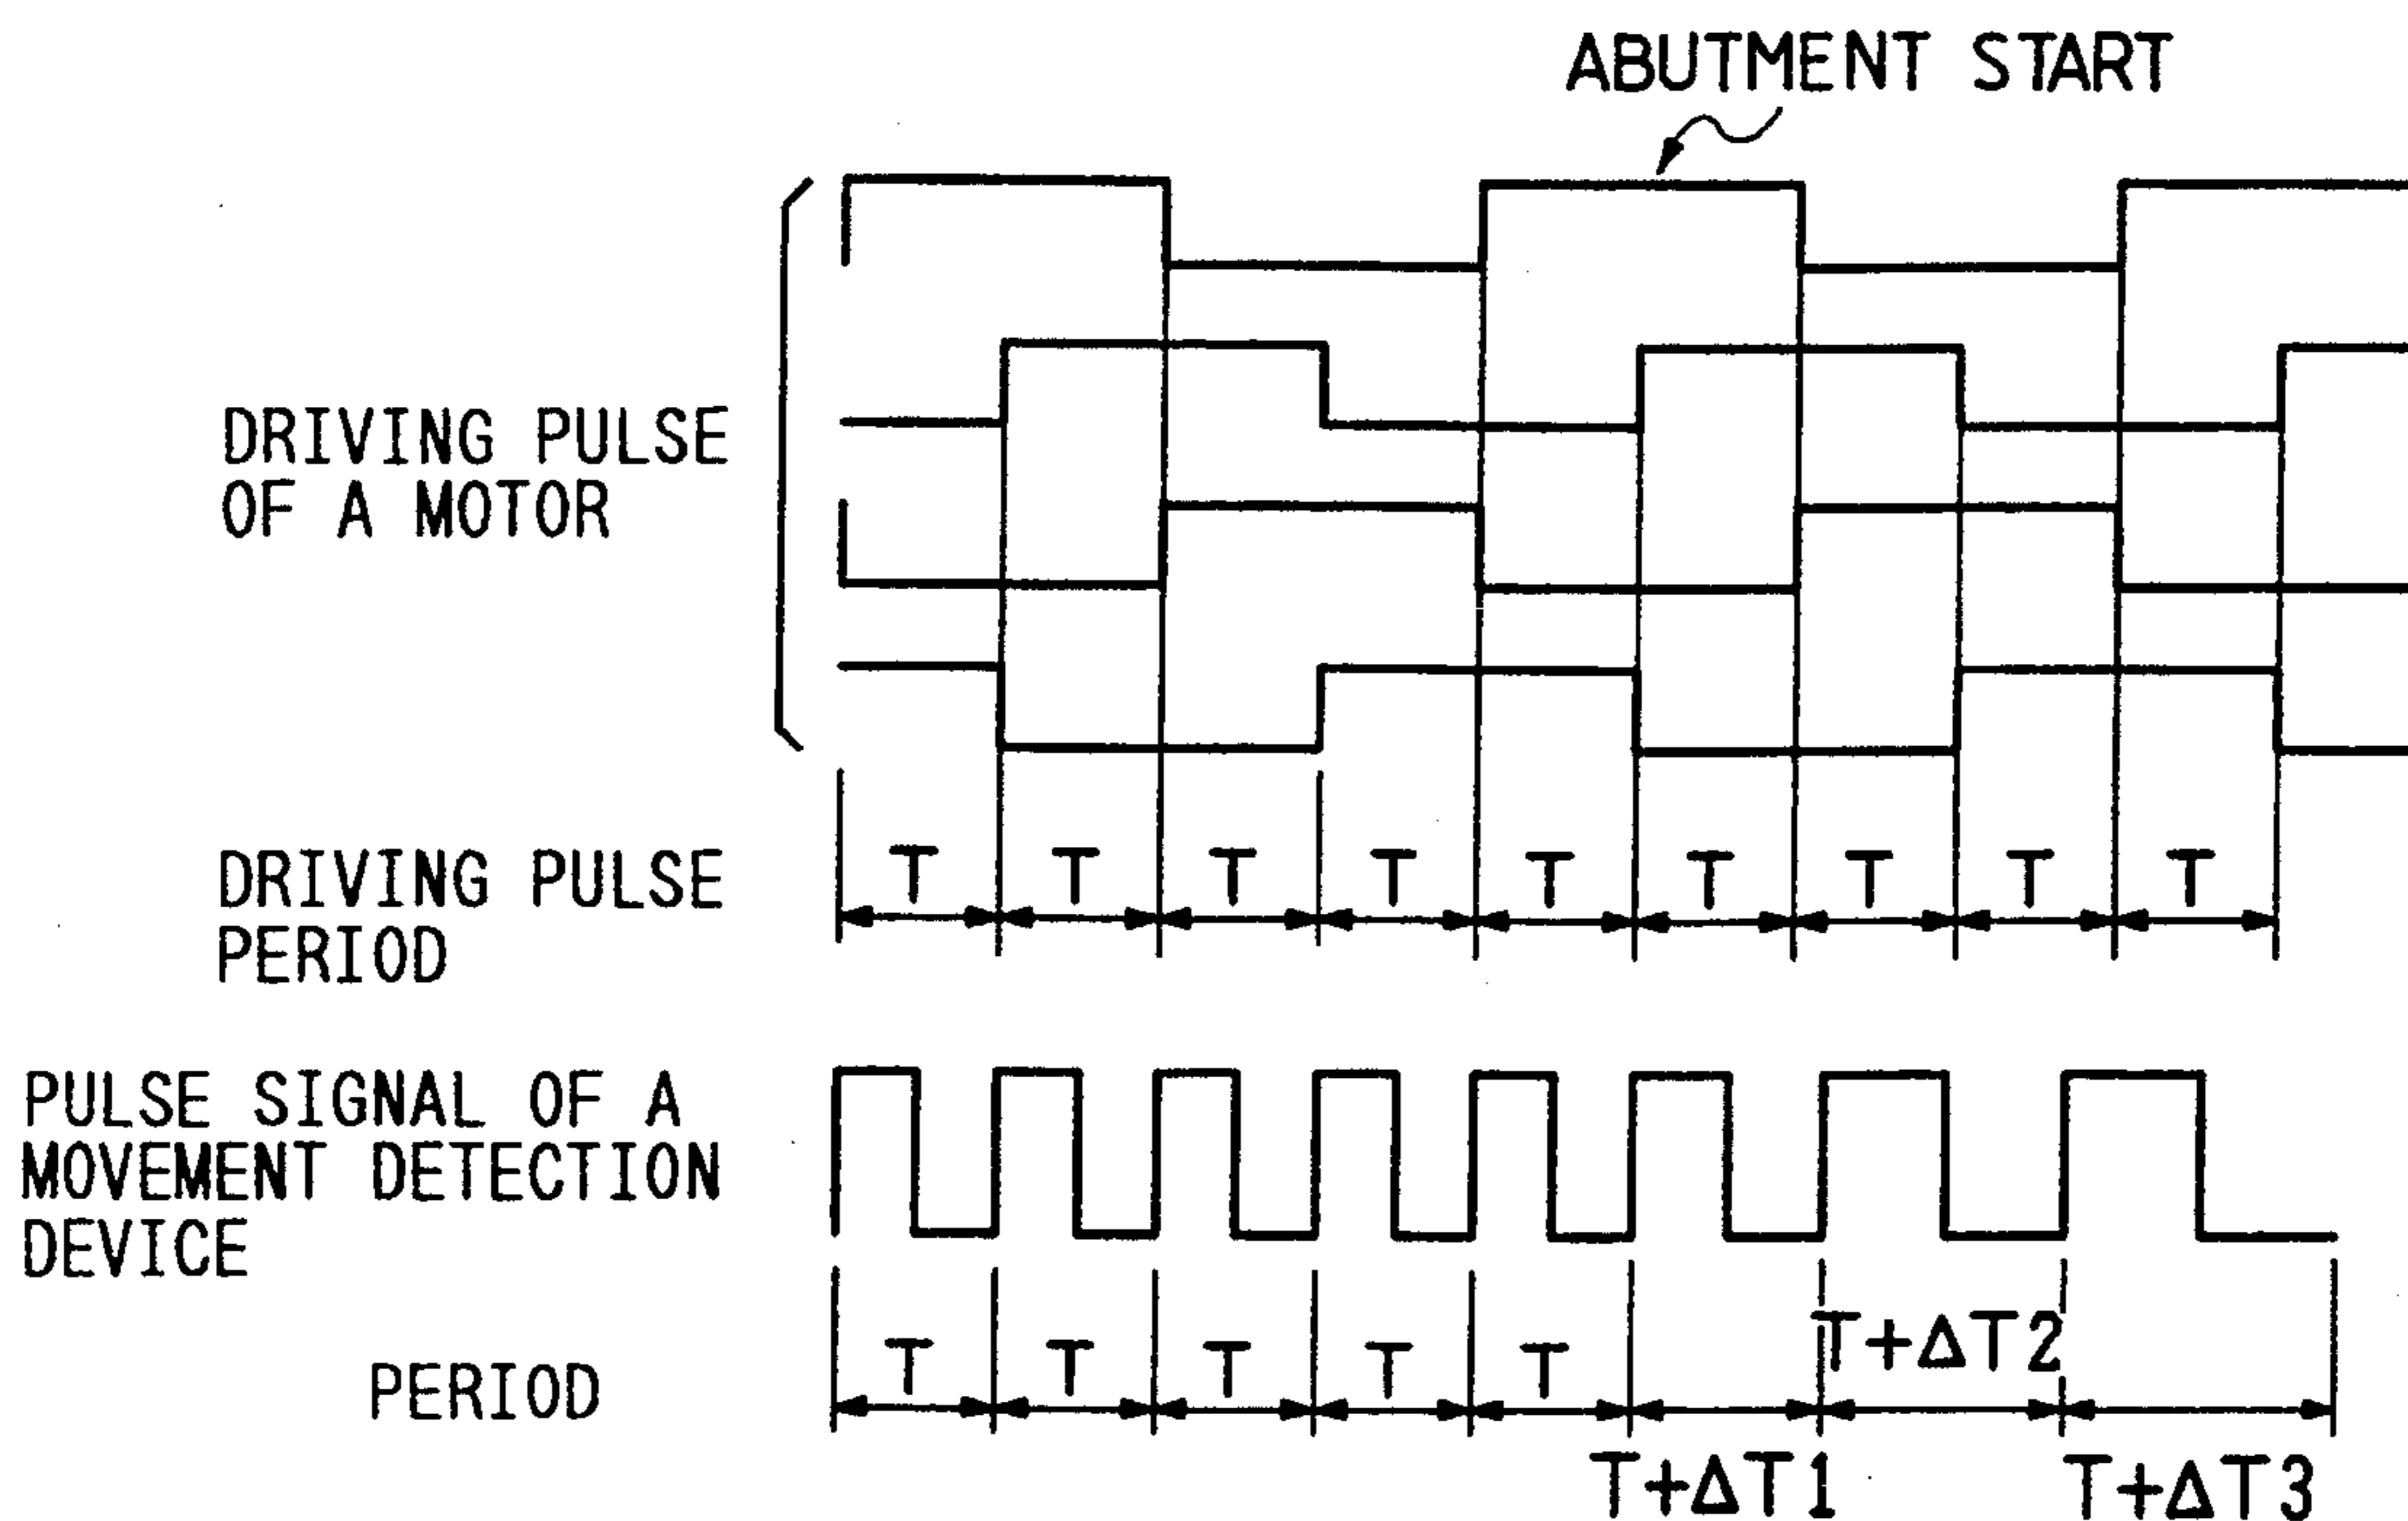 ABUTMENT START
DRIVING PULSE
OF A MOTOR
DRIVING PULSE
PERIOD
T T T T T T T T T
PULSE SIGNAL OF A
MOVEMENT DETECTION
DEVICE
PERIOD
T T T T T
T+ΔT2
T+ΔT1
T+ΔT3